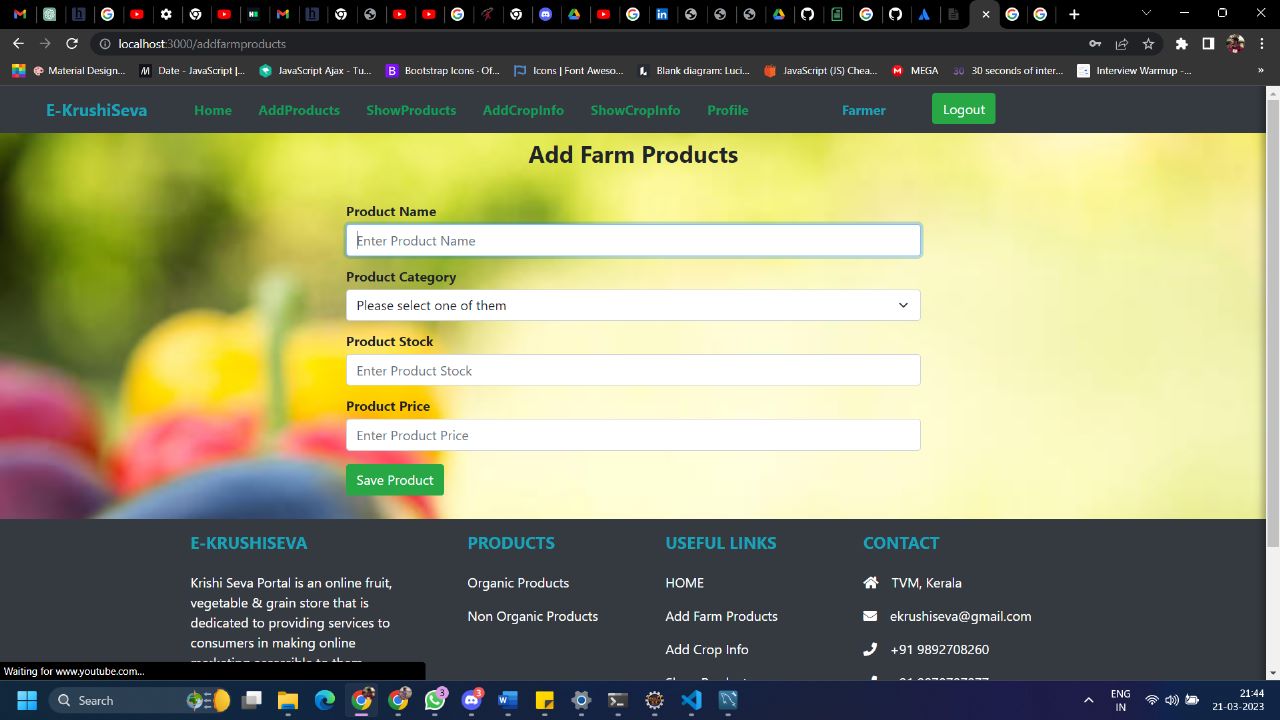 localhost:3000/addfarmproducts
Material Design...
Date - JavaScript |...
JavaScript Ajax - Tu...
Bootstrap Icons · Of...
Icons | Font Aweso...
Blank diagram: Luci...
JavaScript (JS) Chea...
MEGA
30 seconds of inter...
Interview Warmup -...
»
E-KrushiSeva
Home
AddProducts
ShowProducts
AddCropInfo
ShowCropInfo
Profile
Farmer
Logout
Add Farm Products
Product Name
Enter Product Name
Product Category
Please select one of them
Product Stock
Enter Product Stock
Product Price
Enter Product Price
Save Product
E-KRUSHISEVA
Krishi Seva Portal is an online fruit,
vegetable & grain store that is
dedicated to providing services to
consumers in making online
PRODUCTS
Organic Products
Non Organic Products
USEFUL LINKS
HOME
Add Farm Products
Add Crop Info
CONTACT
TVM, Kerala
ekrushiseva@gmail.com
+91 9892708260
Waiting for www.youtube.com...
Search
3
3
ENG
IN
21:44
21-03-2023